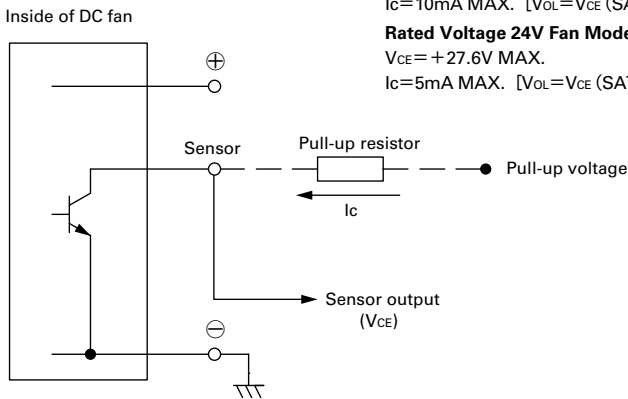 Ic=10mA MAX. [VOL=VCE (SA
Inside of DC fan
Rated Voltage 24V Fan Mode
VCE=+27.6V MAX.
Ic=5mA MAX. [VOL=VCE (SAT
⊕
Sensor
Pull-up resistor
Pull-up voltage
Ic
Sensor output
(VCE)
⊖